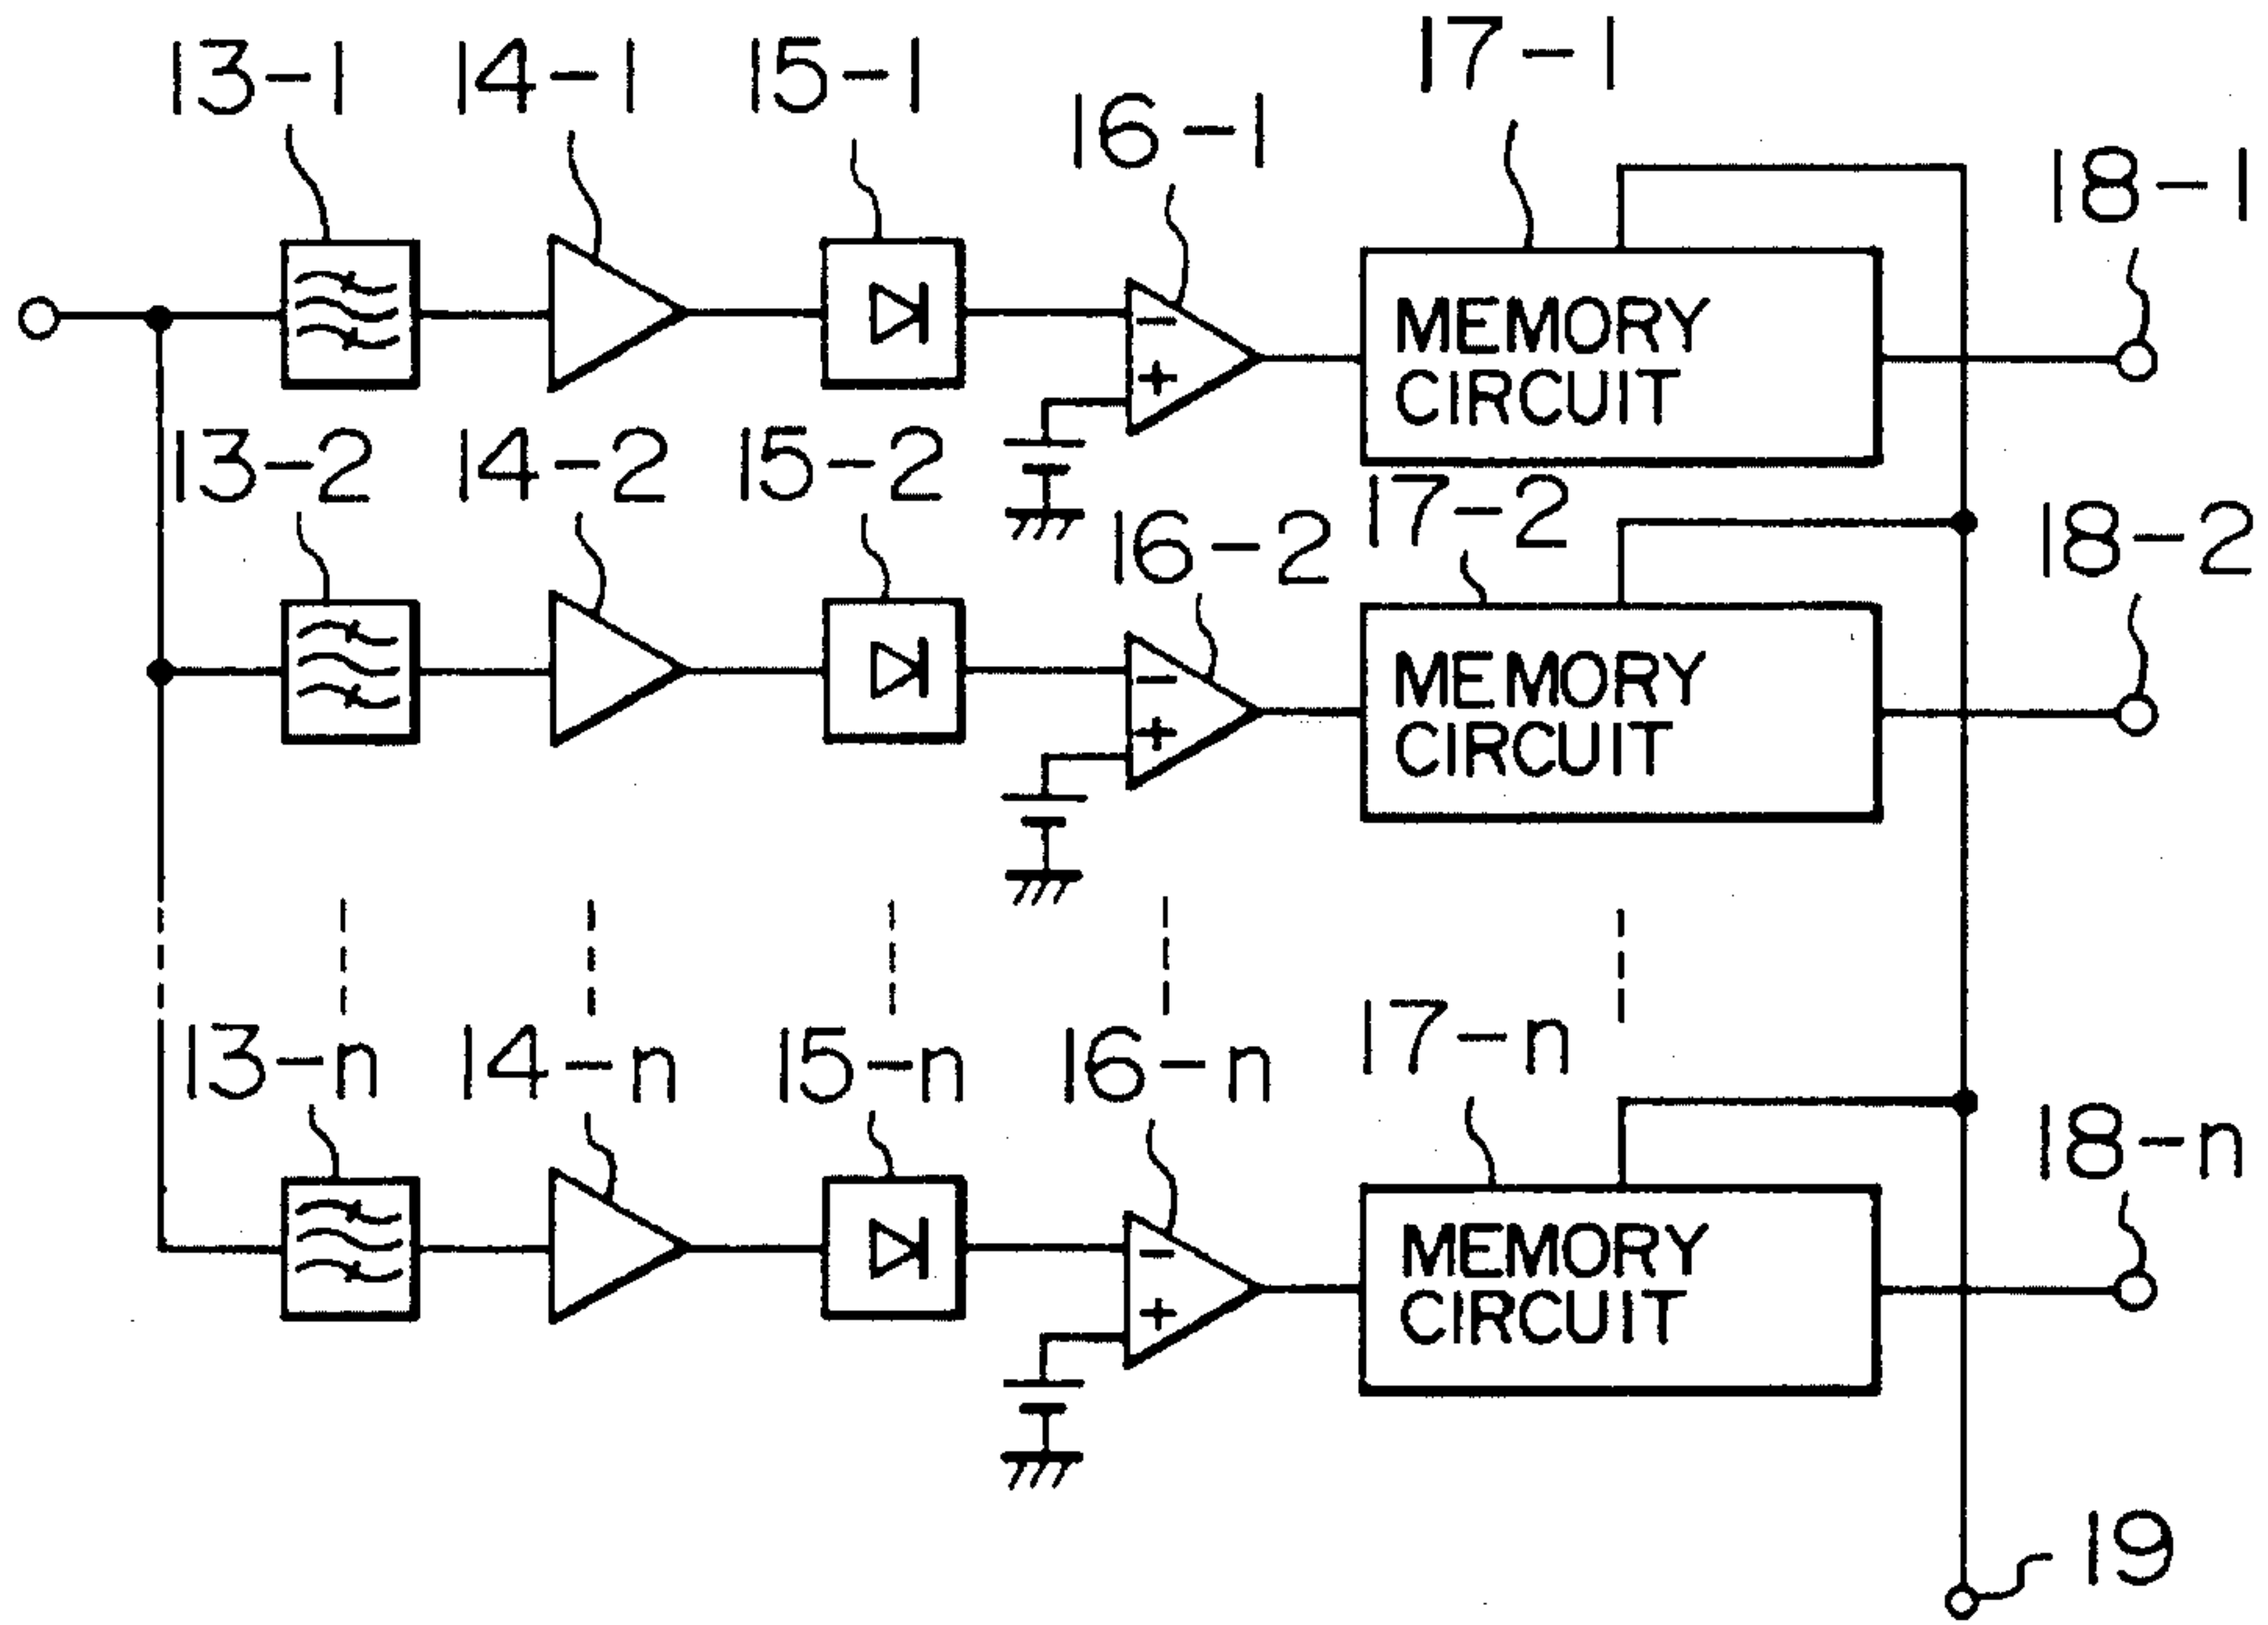 13-1 14-1 15-1 16-1 17-1 18-1
MEMORY
CIRCUIT
13-2 14-2 15-2 16-2 17-2 18-2
MEMORY
CIRCUIT
13-n 14-n 15-n 16-n 17-n 18-n
MEMORY
CIRCUIT
19